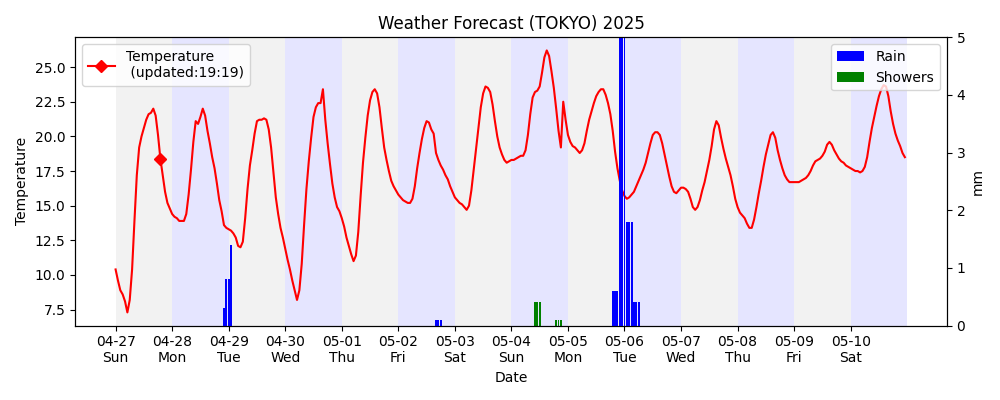 Weather Forecast (TOKYO) 2025
Temperature
(updated:19:19)
Rain
Showers
Temperature
25.0
22.5
20.0
17.5
15.0
12.5
10.0
7.5
5
4
3
2
1
0
mm
04-27 04-28 04-29 04-30 05-01 05-02 05-03 05-04 05-05 05-06 05-07 05-08 05-09 05-10
Sun Mon Tue Wed Thu Fri Sat Sun Mon Tue Wed Thu Fri Sat
Date